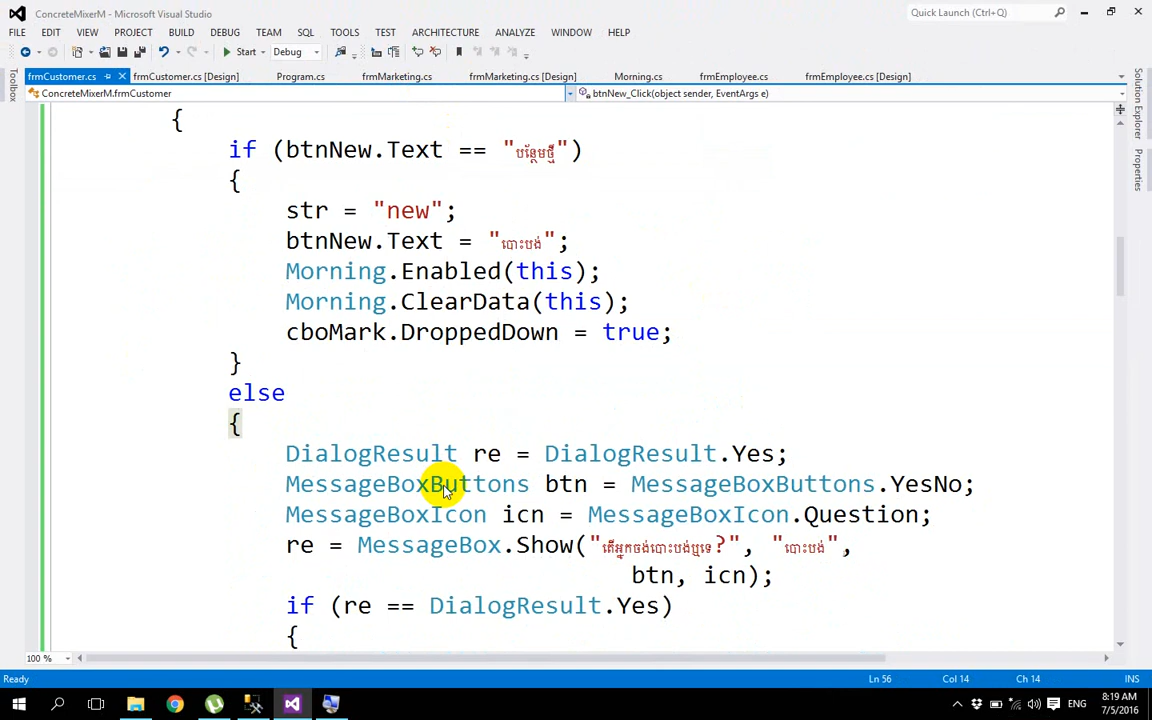 ConcreteMixerM - Microsoft Visual Studio
Quick Launch (Ctrl+Q)
FILE EDIT VIEW PROJECT BUILD DEBUG TEAM SQL TOOLS TEST ARCHITECTURE ANALYZE WINDOW HELP
Start Debug
frmCustomer.cs frmCustomer.cs [Design] Program.cs frmMarketing.cs frmMarketing.cs [Design] Morning.cs frmEmployee.cs frmEmployee.cs [Design]
ConcreteMixerM.frmCustomer btnNew_Click(object sender, EventArgs e)
Toolbox
Solution Explorer
Properties
{
if (btnNew.Text == "បន្ថែមថ្មី")
{
str = "new";
btnNew.Text = "បោះបង់";
Morning.Enabled(this);
Morning.ClearData(this);
cboMark.DroppedDown = true;
}
else
{
DialogResult re = DialogResult.Yes;
MessageBoxButtons btn = MessageBoxButtons.YesNo;
MessageBoxIcon icn = MessageBoxIcon.Question;
re = MessageBox.Show("តើអ្នកចង់បោះបង់ឬទេ?", "បោះបង់",
btn, icn);
if (re == DialogResult.Yes)
{
100 %
Ready Ln 56 Col 14 Ch 14 INS
ENG
8:19 AM
7/5/2016